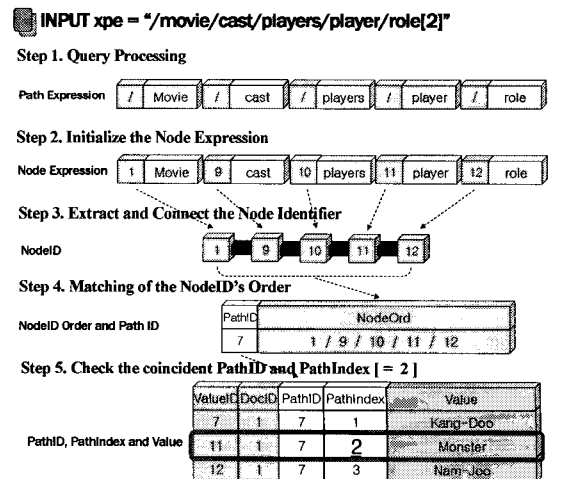 INPUT xpe = "/movie/cast/players/player/role[2]"
Step 1. Query Processing
Path Expression / Movie / cast / players / player / role
Step 2. Initialize the Node Expression
Node Expression 1 Movie 9 cast 10 players 11 player 12 role
Step 3. Extract and Connect the Node Identifier
NodeID 1 9 10 11 12
Step 4. Matching of the NodeID's Order
PathID NodeOrd
NodeID Order and Path ID 7 1 / 9 / 10 / 11 / 12
Step 5. Check the coincident PathID and PathIndex [ = 2 ]
ValueID DocID PathID PathIndex Value
7 1 7 1 Kang-Doo
PathID, PathIndex and Value 11 1 7 2 Monster
12 1 7 3 Nam-Joo